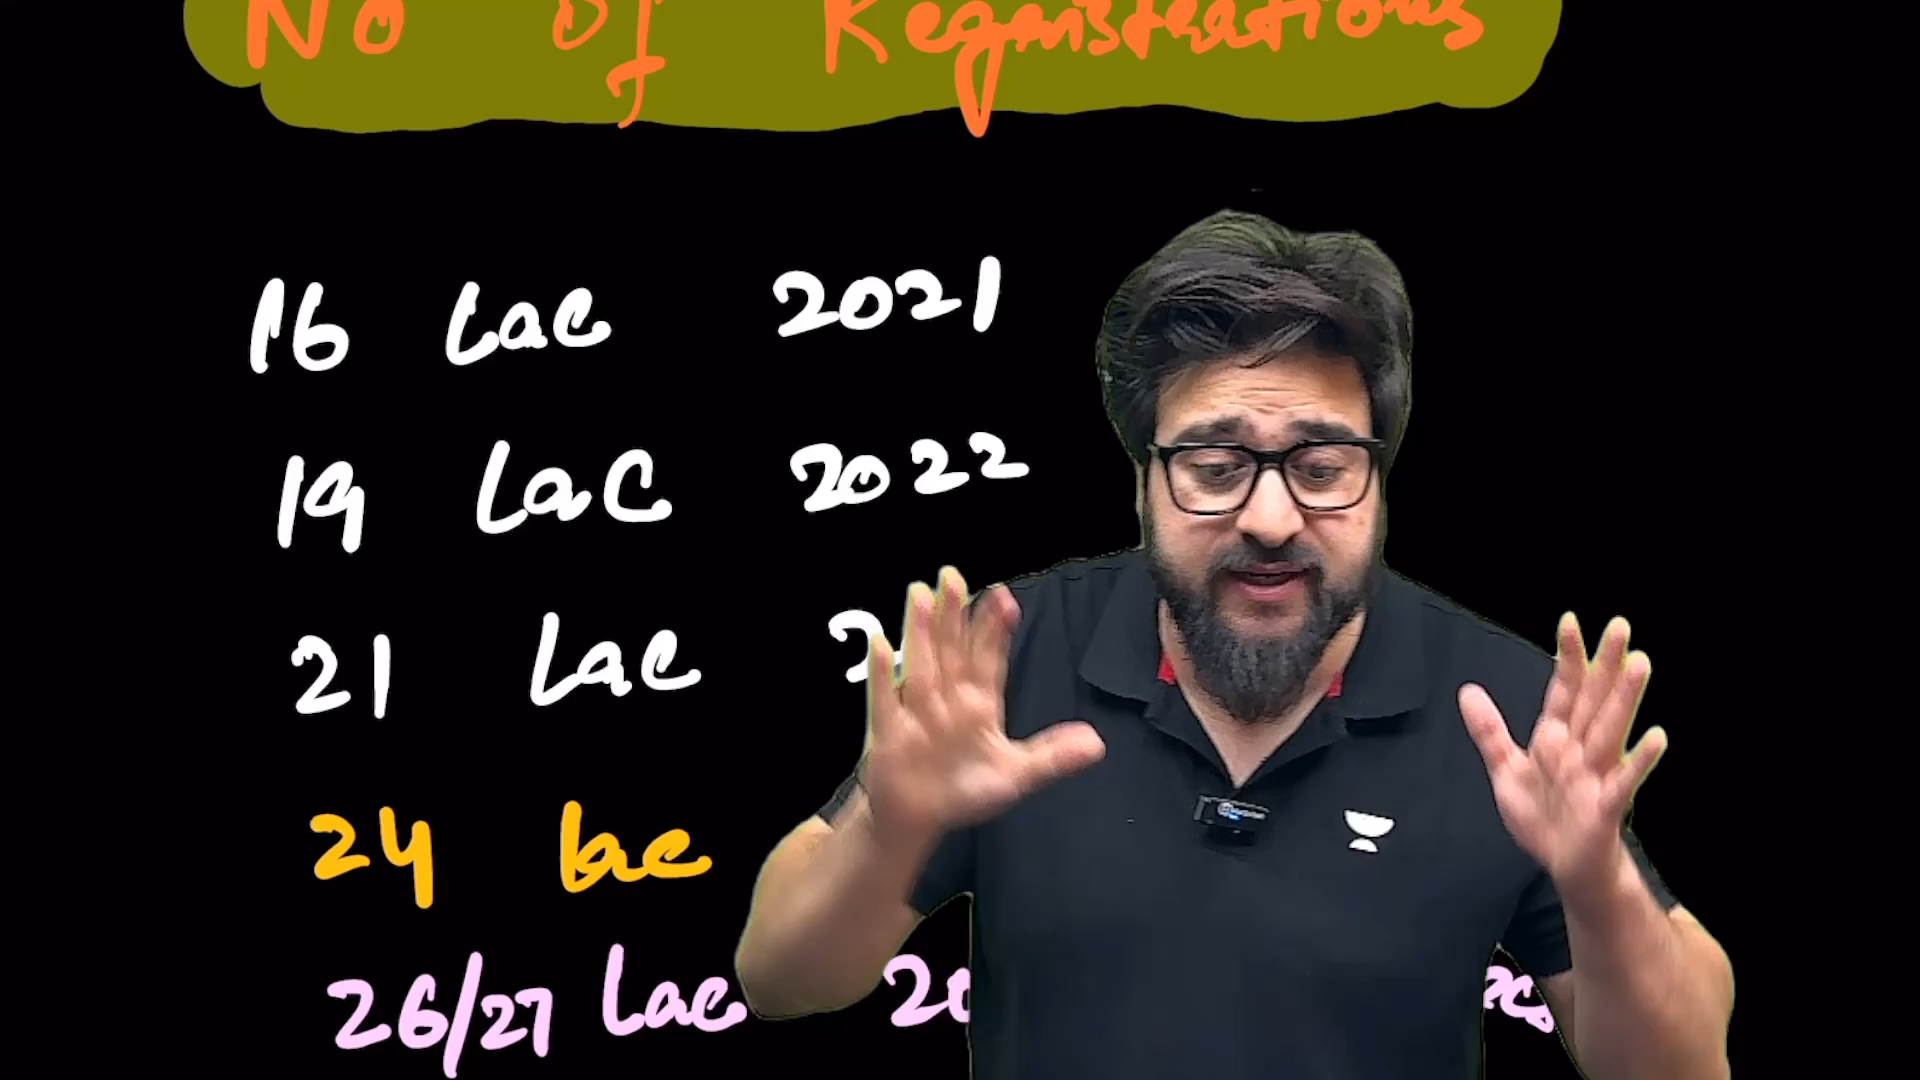 No of Registrations
16 Lac 2021
19 Lac 2022
21 Lac
24 Lac
26/27 Lac